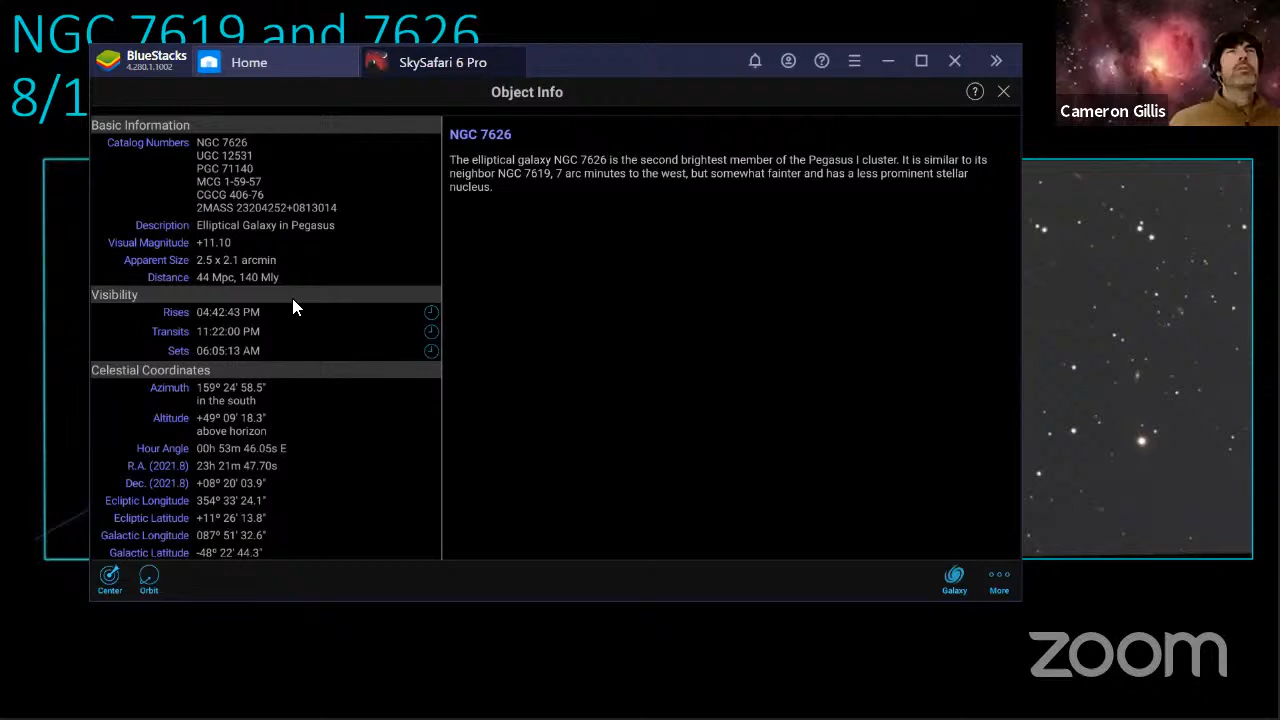 NGC 7619 and 7626
8/1
BlueStacks
4.280.1.1002
Home
SkySafari 6 Pro
Object Info
Cameron Gillis
Basic Information
Catalog Numbers NGC 7626
UGC 12531
PGC 71140
MCG 1-59-57
CGCG 406-76
2MASS 23204252+0813014
Description Elliptical Galaxy in Pegasus
Visual Magnitude +11.10
Apparent Size 2.5 x 2.1 arcmin
Distance 44 Mpc, 140 Mly
Visibility
Rises 04:42:43 PM
Transits 11:22:00 PM
Sets 06:05:13 AM
Celestial Coordinates
Azimuth 159º 24' 58.5"
in the south
Altitude +49º 09' 18.3"
above horizon
Hour Angle 00h 53m 46.05s E
R.A. (2021.8) 23h 21m 47.70s
Dec. (2021.8) +08º 20' 03.9"
Ecliptic Longitude 354º 33' 24.1"
Ecliptic Latitude +11º 26' 13.8"
Galactic Longitude 087º 51' 32.6"
Galactic Latitude -48º 22' 44.3"
NGC 7626
The elliptical galaxy NGC 7626 is the second brightest member of the Pegasus I cluster. It is similar to its
neighbor NGC 7619, 7 arc minutes to the west, but somewhat fainter and has a less prominent stellar
nucleus.
Center
Orbit
Galaxy
More
zoom